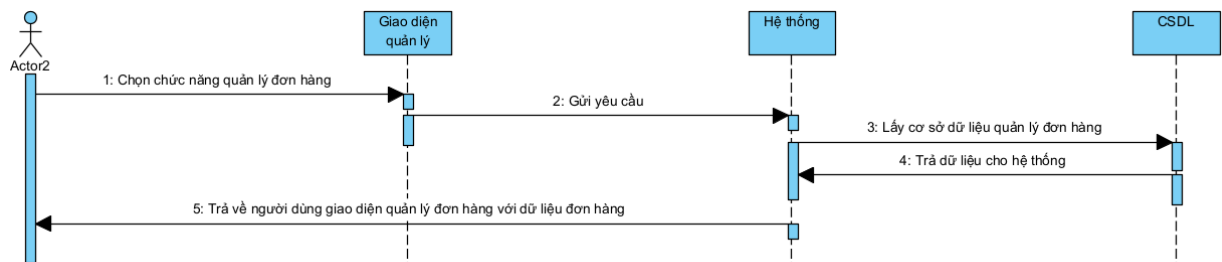 Giao diện
quản lý
Hệ thống
CSDL
Actor2
1: Chọn chức năng quản lý đơn hàng
2: Gửi yêu cầu
3: Lấy cơ sở dữ liệu quản lý đơn hàng
4: Trả dữ liệu cho hệ thống
5: Trả về người dùng giao diện quản lý đơn hàng với dữ liệu đơn hàng